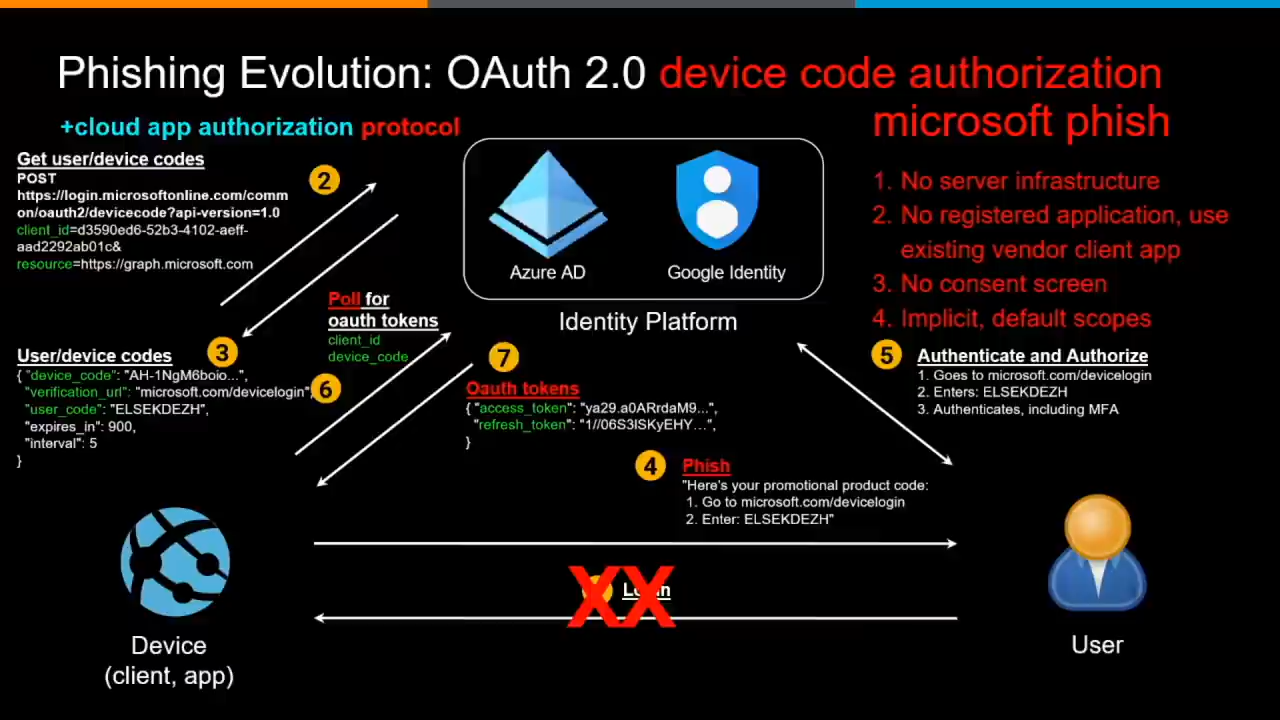 Phishing Evolution: OAuth 2.0 device code authorization
microsoft phish
+cloud app authorization protocol
Get user/device codes
POST
https://login.microsoftonline.com/comm
on/oauth2/devicecode?api-version=1.0
client_id=d3590ed6-52b3-4102-aeff-
aad2292ab01c&
resource=https://graph.microsoft.com
2
Azure AD
Google Identity
Identity Platform
1. No server infrastructure
2. No registered application, use
existing vendor client app
3. No consent screen
4. Implicit, default scopes
Poll for
oauth tokens
client_id
device_code
6
User/device codes
3
{ "device_code": "AH-1NgM6boio...",
"verification_url": "microsoft.com/devicelogin",
"user_code": "ELSEKDEZH",
"expires_in": 900,
"interval": 5
}
7
Oauth tokens
{ "access_token": "ya29.a0ARrdaM9...",
"refresh_token": "1//06S3lSKyEHY…",
}
5
Authenticate and Authorize
1. Goes to microsoft.com/devicelogin
2. Enters: ELSEKDEZH
3. Authenticates, including MFA
4
Phish
"Here's your promotional product code:
1. Go to microsoft.com/devicelogin
2. Enter: ELSEKDEZH"
XX
Device
(client, app)
User